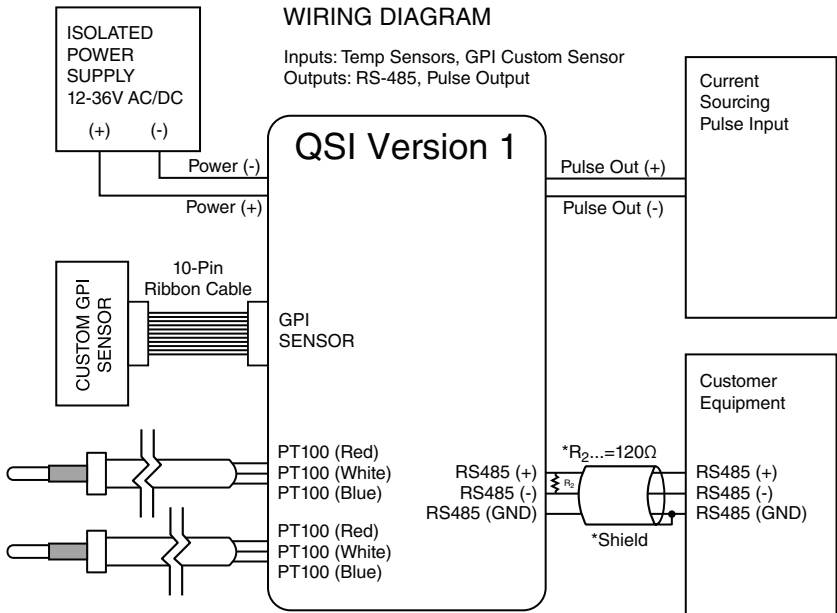 WIRING DIAGRAM
Inputs: Temp Sensors, GPI Custom Sensor
Outputs: RS-485, Pulse Output
ISOLATED
POWER
SUPPLY
12-36V AC/DC
(+) (-)
Power (-)
Power (+)
QSI Version 1
Pulse Out (+)
Pulse Out (-)
Current
Sourcing
Pulse Input
CUSTOM GPI
SENSOR
10-Pin
Ribbon Cable
GPI
SENSOR
PT100 (Red)
PT100 (White)
PT100 (Blue)
PT100 (Red)
PT100 (White)
PT100 (Blue)
RS485 (+)
RS485 (-)
RS485 (GND)
*R₂...=120Ω
R₂
*Shield
Customer
Equipment
RS485 (+)
RS485 (-)
RS485 (GND)